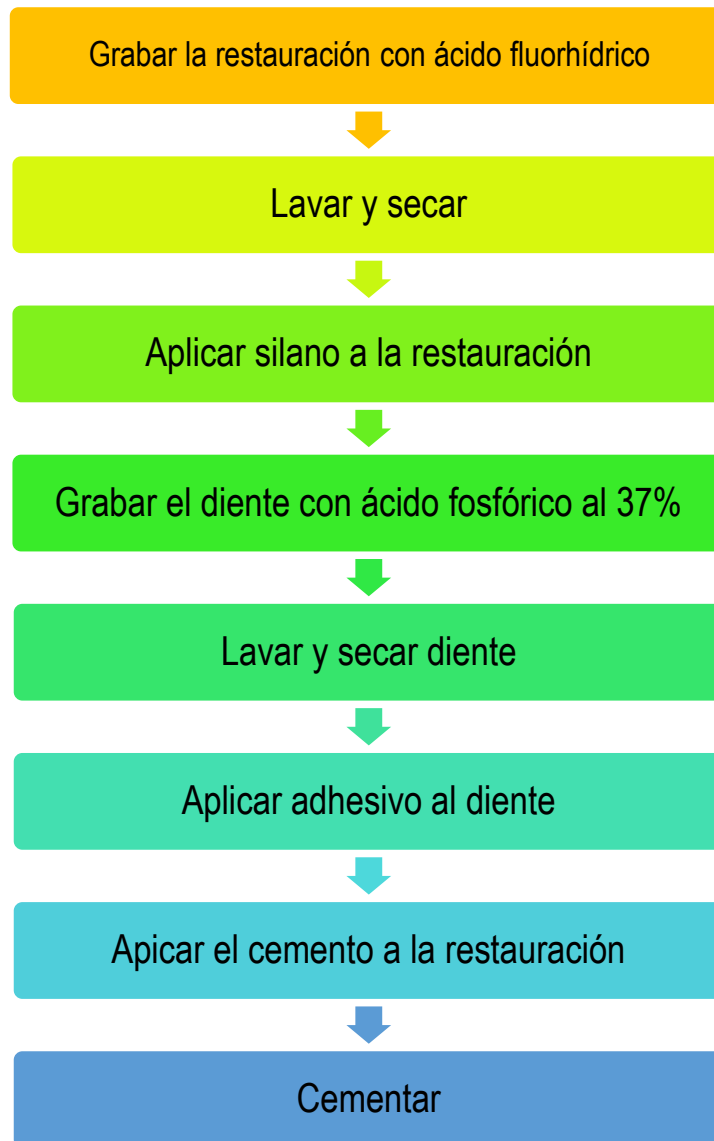 Grabar la restauración con ácido fluorhídrico
Lavar y secar
Aplicar silano a la restauración
Grabar el diente con ácido fosfórico al 37%
Lavar y secar diente
Aplicar adhesivo al diente
Apicar el cemento a la restauración
Cementar